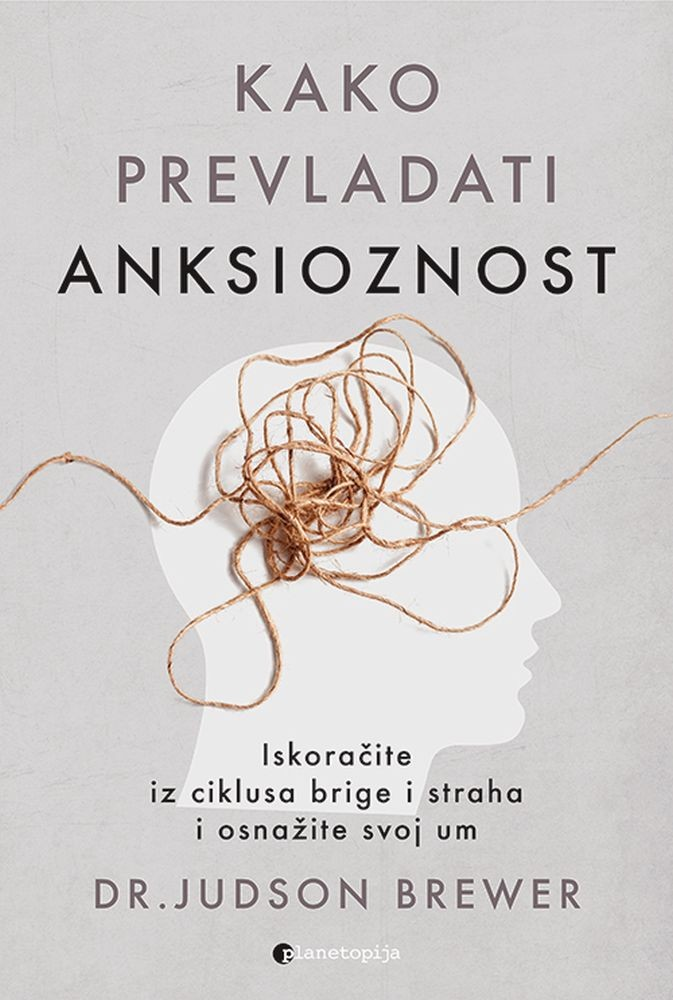 KAKO
PREVLADATI
ANKSIOZNOST
Iskoračite
iz ciklusa brige i straha
i osnažite svoj um
DR. JUDSON BREWER
planetopija